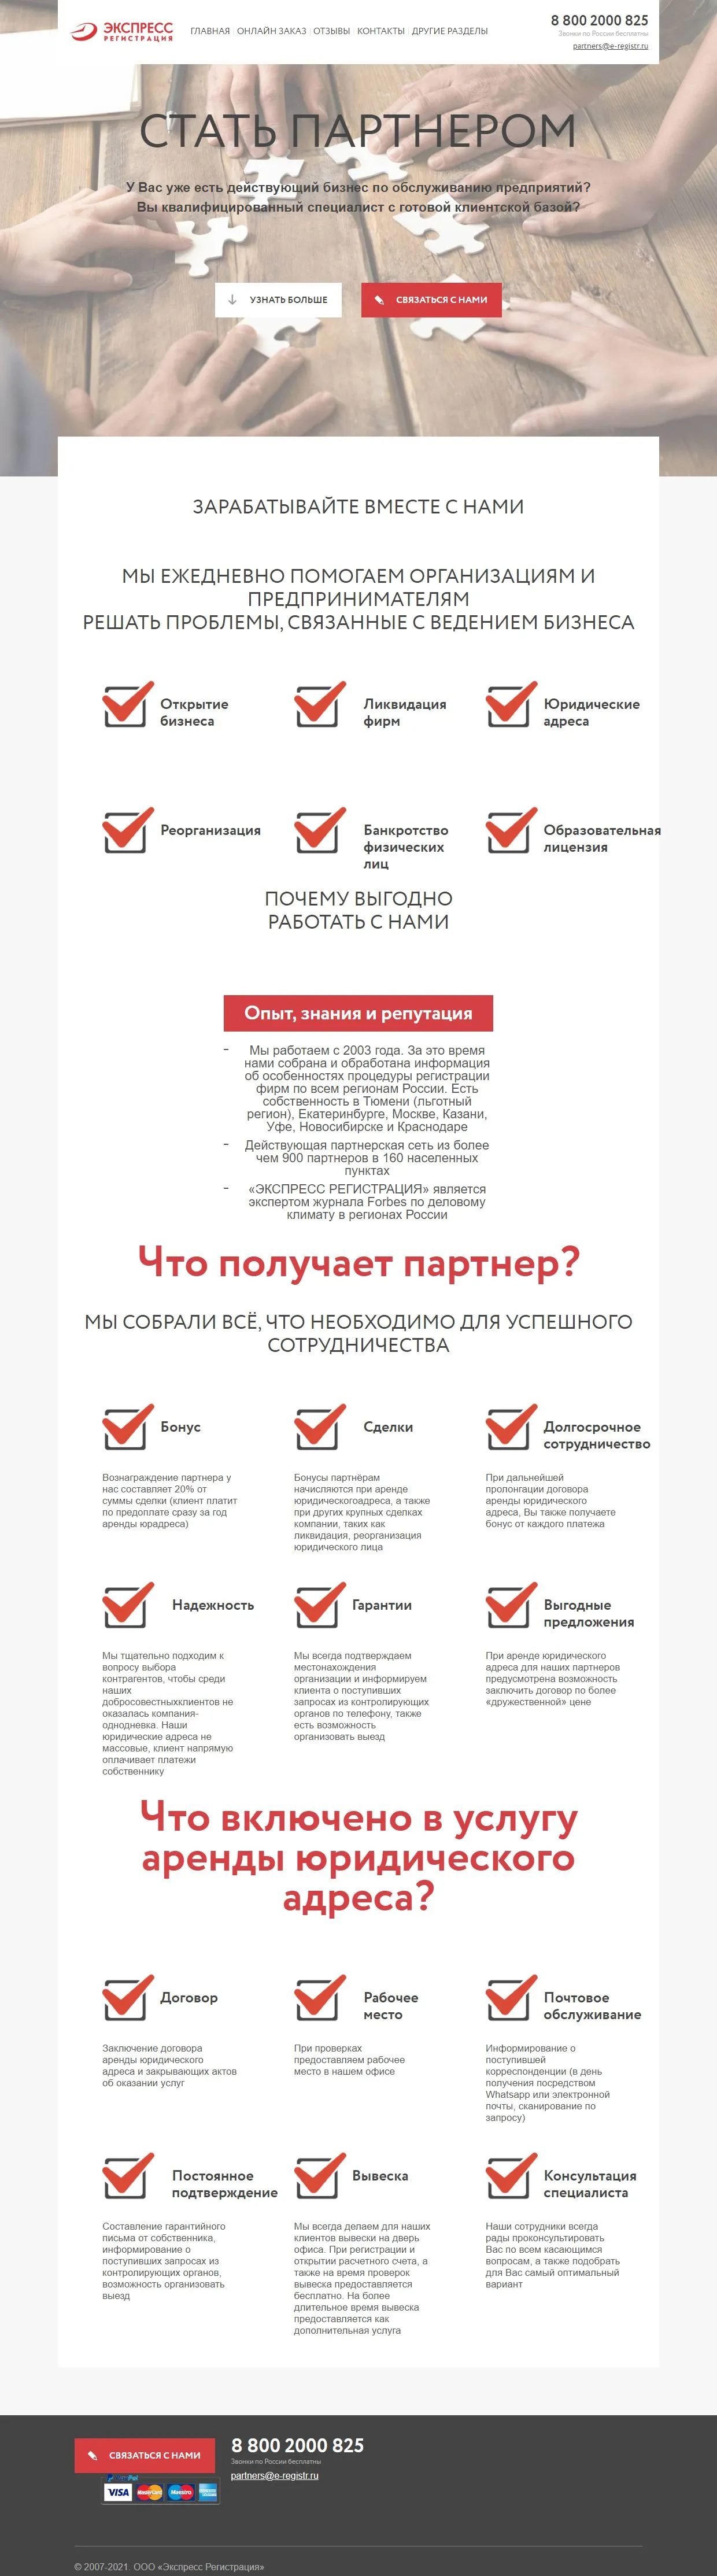 ЭКСПРЕСС
РЕГИСТРАЦИЯ
ГЛАВНАЯ ОНЛАЙН ЗАКАЗ ОТЗЫВЫ КОНТАКТЫ ДРУГИЕ РАЗДЕЛЫ
8 800 2000 825
Звонки по России бесплатны
partners@e-registr.ru
СТАТЬ ПАРТНЕРОМ
У Вас уже есть действующий бизнес по обслуживанию предприятий?
Вы квалифицированный специалист с готовой клиентской базой?
УЗНАТЬ БОЛЬШЕ
СВЯЗАТЬСЯ С НАМИ
ЗАРАБАТЫВАЙТЕ ВМЕСТЕ С НАМИ
МЫ ЕЖЕДНЕВНО ПОМОГАЕМ ОРГАНИЗАЦИЯМ И
ПРЕДПРИНИМАТЕЛЯМ
РЕШАТЬ ПРОБЛЕМЫ, СВЯЗАННЫЕ С ВЕДЕНИЕМ БИЗНЕСА
Открытие
бизнеса
Ликвидация
фирм
Юридические
адреса
Реорганизация
Банкротство
физических
лиц
Образовательная
лицензия
ПОЧЕМУ ВЫГОДНО
РАБОТАТЬ С НАМИ
Опыт, знания и репутация
- Мы работаем с 2003 года. За это время
нами собрана и обработана информация
об особенностях процедуры регистрации
фирм по всем регионам России. Есть
собственность в Тюмени (льготный
регион), Екатеринбурге, Москве, Казани,
Уфе, Новосибирске и Краснодаре
- Действующая партнерская сеть из более
чем 900 партнеров в 160 населенных
пунктах
- «ЭКСПРЕСС РЕГИСТРАЦИЯ» является
экспертом журнала Forbes по деловому
климату в регионах России
Что получает партнер?
МЫ СОБРАЛИ ВСЁ, ЧТО НЕОБХОДИМО ДЛЯ УСПЕШНОГО
СОТРУДНИЧЕСТВА
Бонус
Вознаграждение партнера у
нас составляет 20% от
суммы сделки (клиент платит
по предоплате сразу за год
аренды юрадреса)
Сделки
Бонусы партнёрам
начисляются при аренде
юридическогоадреса, а также
при других крупных сделках
компании, таких как
ликвидация, реорганизация
юридического лица
Долгосрочное
сотрудничество
При дальнейшей
пролонгации договора
аренды юридического
адреса, Вы также получаете
бонус от каждого платежа
Надежность
Мы тщательно подходим к
вопросу выбора
контрагентов, чтобы среди
наших
добросовестныхклиентов не
оказалась компания-
однодневка. Наши
юридические адреса не
массовые, клиент напрямую
оплачивает платежи
собственнику
Гарантии
Мы всегда подтверждаем
местонахождения
организации и информируем
клиента о поступивших
запросах из контролирующих
органов по телефону, также
есть возможность
организовать выезд
Выгодные
предложения
При аренде юридического
адреса для наших партнеров
предусмотрена возможность
заключить договор по более
«дружественной» цене
Что включено в услугу
аренды юридического
адреса?
Договор
Заключение договора
аренды юридического
адреса и закрывающих актов
об оказании услуг
Рабочее
место
При проверках
предоставляем рабочее
место в нашем офисе
Почтовое
обслуживание
Информирование о
поступившей
корреспонденции (в день
получения посредством
Whatsapp или электронной
почты, сканирование по
запросу)
Постоянное
подтверждение
Составление гарантийного
письма от собственника,
информирование о
поступивших запросах из
контролирующих органов,
возможность организовать
выезд
Вывеска
Мы всегда делаем для наших
клиентов вывески на дверь
офиса. При регистрации и
открытии расчетного счета, а
также на время проверок
вывеска предоставляется
бесплатно. На более
длительное время вывеска
предоставляется как
дополнительная услуга
Консультация
специалиста
Наши сотрудники всегда
рады проконсультировать
Вас по всем касающимся
вопросам, а также подобрать
для Вас самый оптимальный
вариант
СВЯЗАТЬСЯ С НАМИ
8 800 2000 825
Звонки по России бесплатны
partners@e-registr.ru
VISA MasterCard Maestro
© 2007-2021. ООО «Экспресс Регистрация»